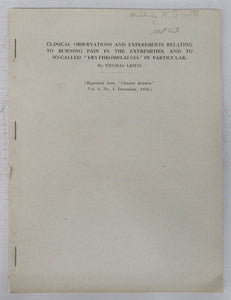 CLINICAL OBSERVATIONS AND EXPERIMENTS RELATING
TO BURNING PAIN IN THE EXTREMITIES, AND TO
SO-CALLED "ERYTHROMELALGIA" IN PARTICULAR.
By THOMAS LEWIS.
[Reprinted from "Clinical Science,"
Vol. 1, No. 2, December, 1933.]